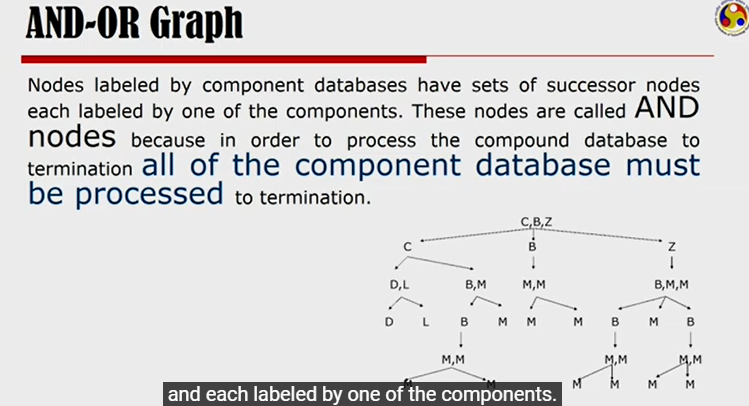 AND-OR Graph
Nodes labeled by component databases have sets of successor nodes
each labeled by one of the components. These nodes are called AND
nodes because in order to process the compound database to
termination all of the component database must
be processed to termination.
C,B,Z
C B Z
D,L B,M M,M B,M,M
D L B M M M B M B
M,M M,M M,M
M M M M M M
and each labeled by one of the components.